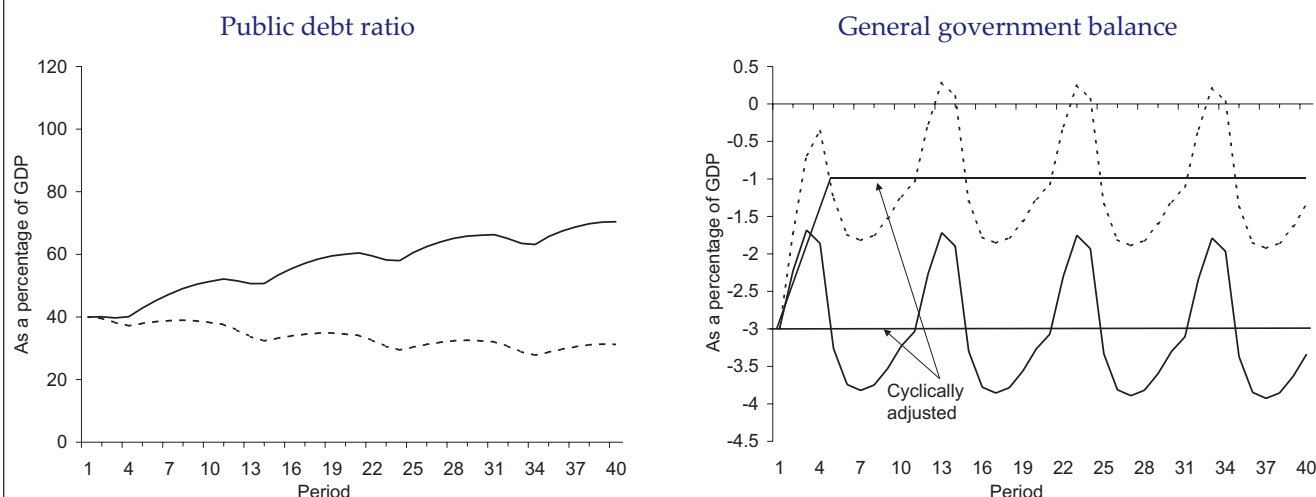 Public debt ratio
As a percentage of GDP
120
100
80
60
40
20
0
1 4 7 10 13 16 19 22 25 28 31 34 37 40
Period
General government balance
As a percentage of GDP
0.5
0
-0.5
-1
-1.5
-2
-2.5
-3
-3.5
-4
-4.5
Cyclically
adjusted
1 4 7 10 13 16 19 22 25 28 31 34 37 40
Period